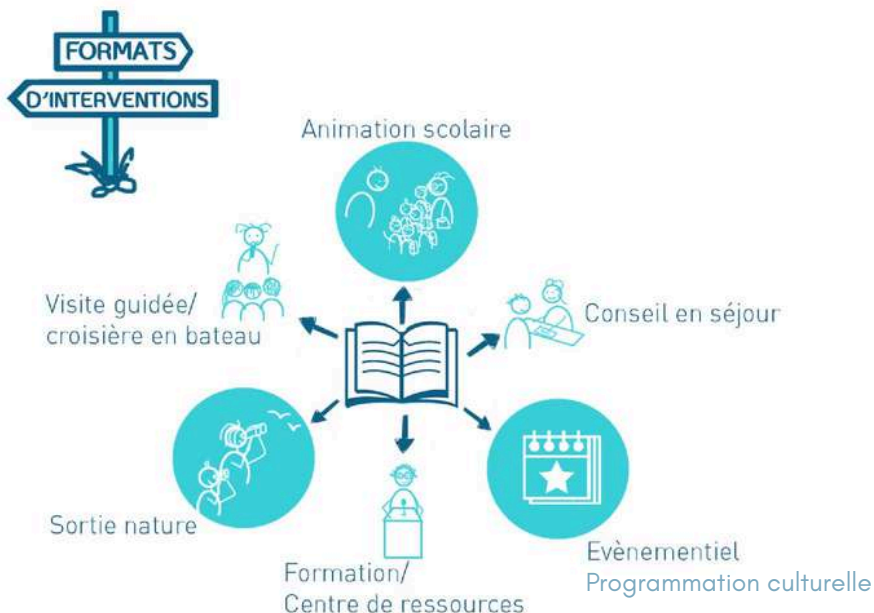 FORMATS
D'INTERVENTIONS
Animation scolaire
Visite guidée/
croisière en bateau
Conseil en séjour
Sortie nature
Formation/
Centre de ressources
Evènementiel
Programmation culturelle